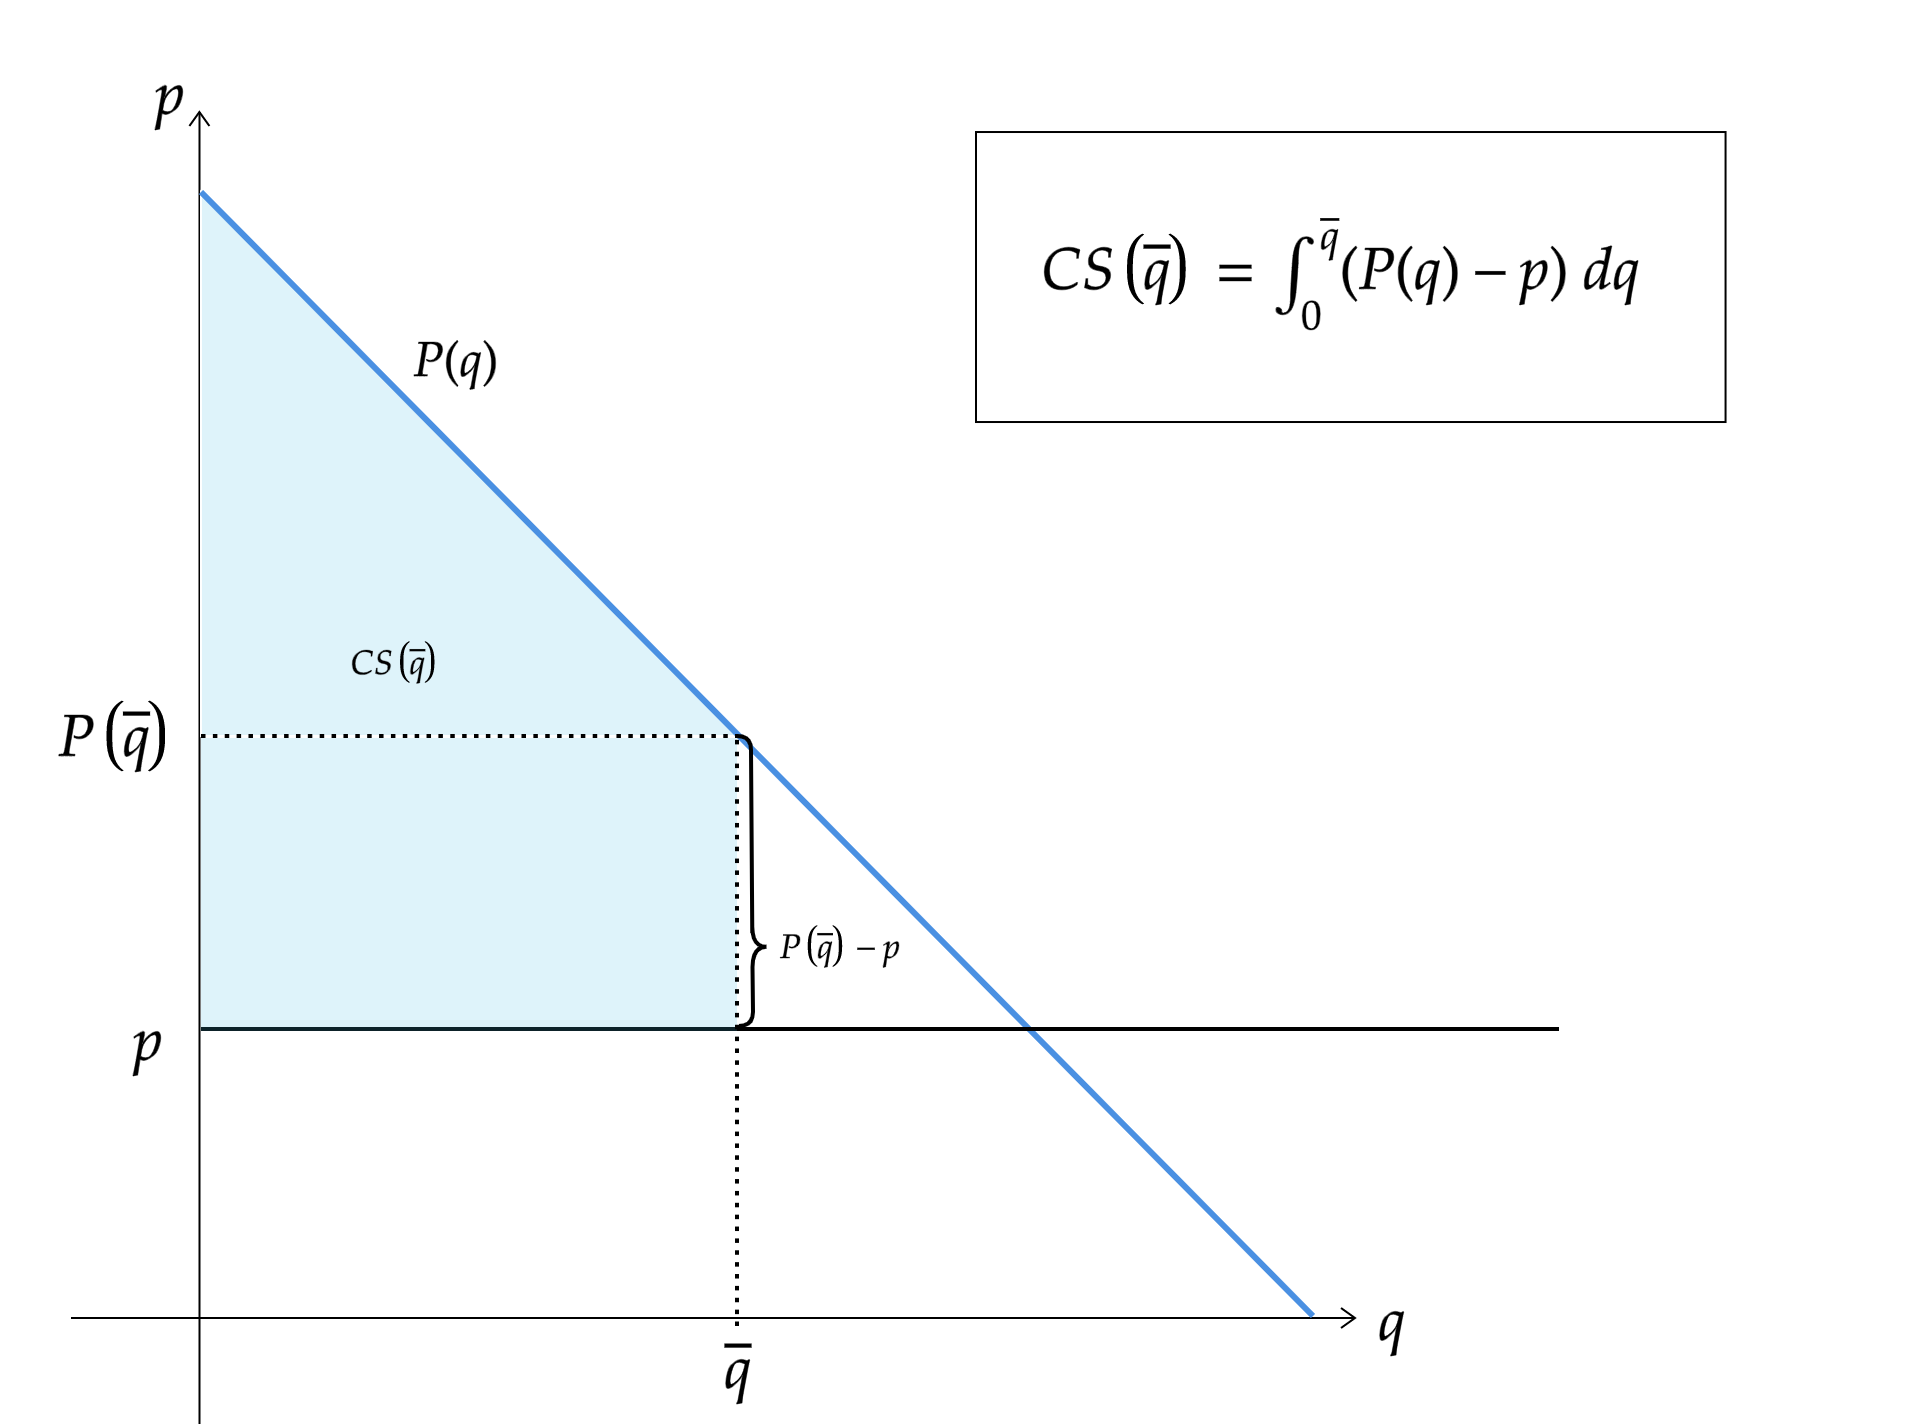 p
CS(q̅) = ∫₀^q̅ (P(q) − p) dq
P(q)
CS(q̅)
P(q̅)
P(q̅) − p
p
q
q̅